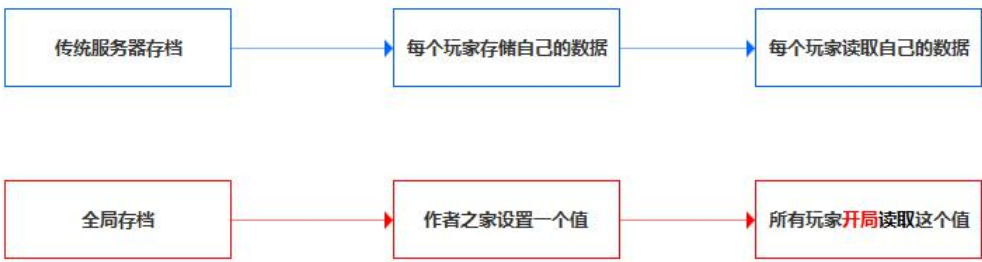 传统服务器存档
每个玩家存储自己的数据
每个玩家读取自己的数据
全局存档
作者之家设置一个值
所有玩家开局读取这个值